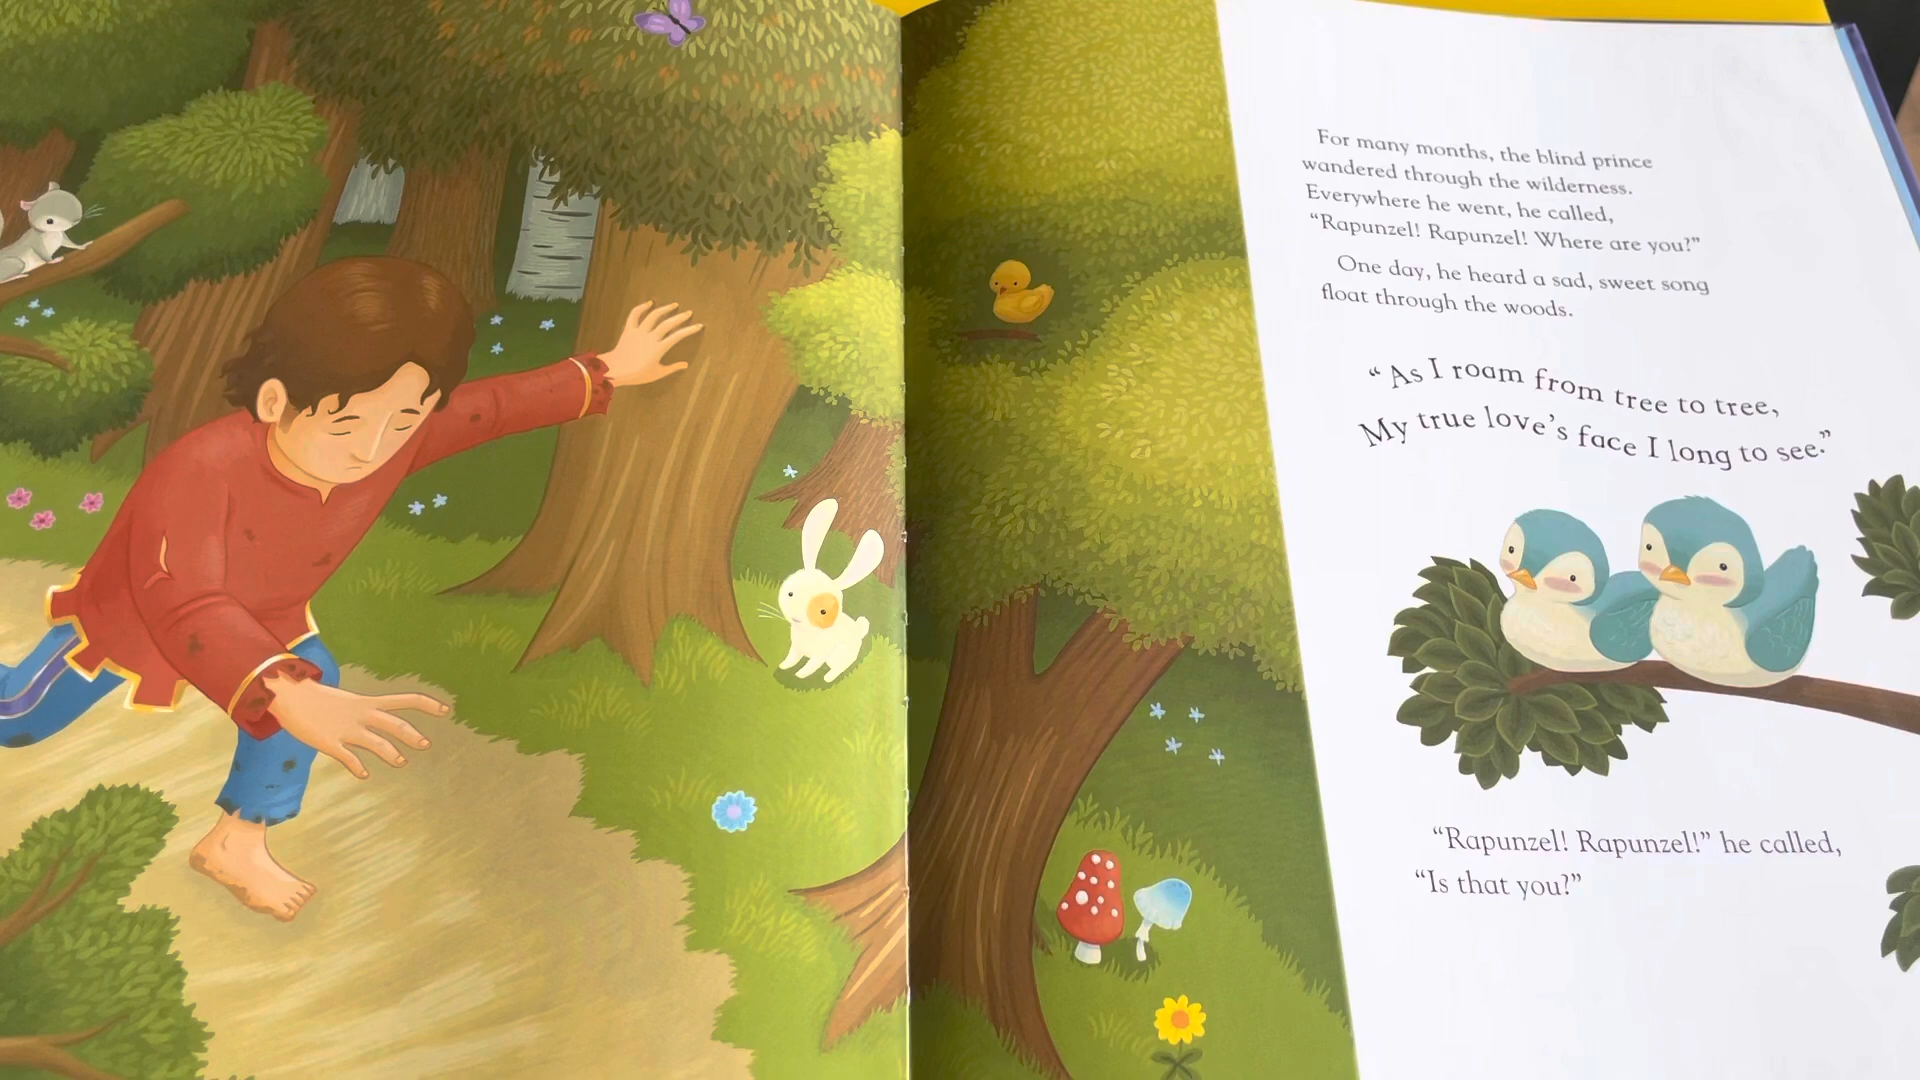 For many months, the blind prince
wandered through the wilderness.
Everywhere he went, he called,
“Rapunzel! Rapunzel! Where are you?”
One day, he heard a sad, sweet song
float through the woods.
“As I roam from tree to tree,
My true love’s face I long to see.”
“Rapunzel! Rapunzel!” he called,
“Is that you?”